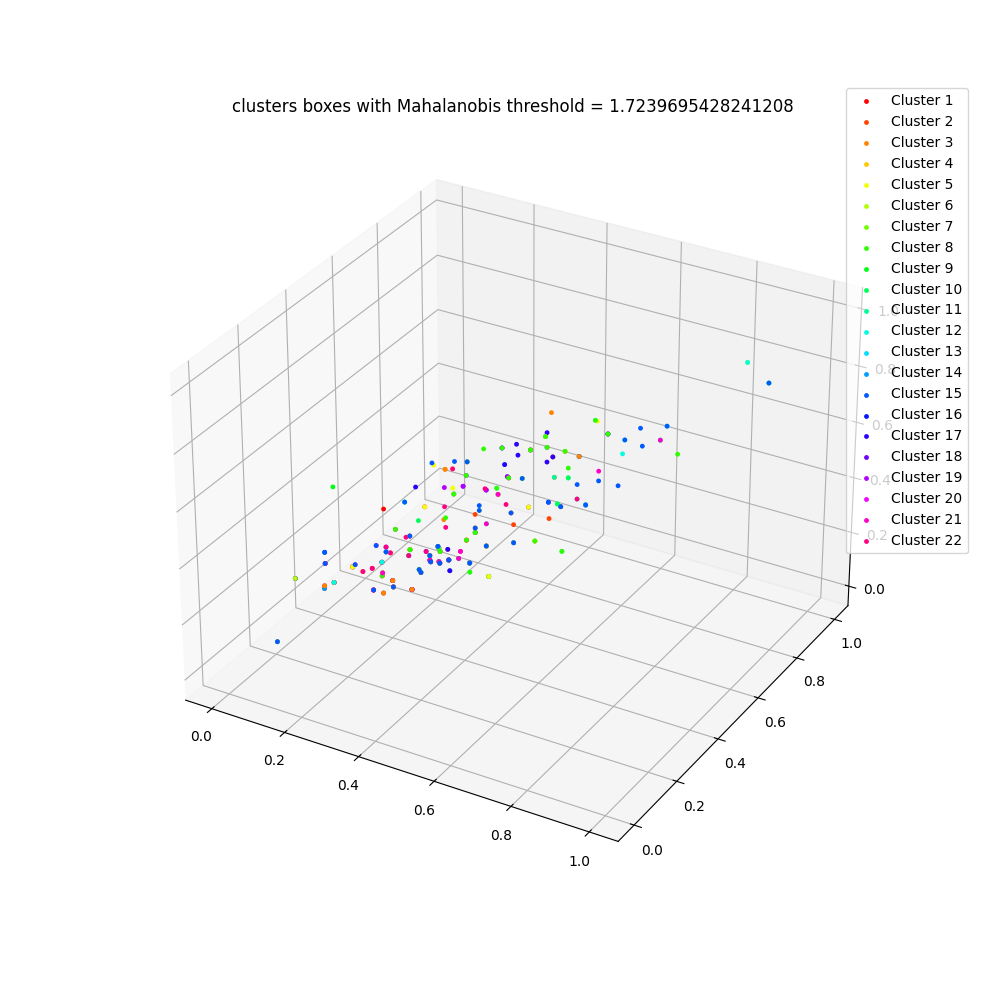 clusters boxes with Mahalanobis threshold = 1.7239695428241208
Cluster 1
Cluster 2
Cluster 3
Cluster 4
Cluster 5
Cluster 6
Cluster 7
Cluster 8
Cluster 9
Cluster 10
Cluster 11
Cluster 12
Cluster 13
Cluster 14
Cluster 15
Cluster 16
Cluster 17
Cluster 18
Cluster 19
Cluster 20
Cluster 21
Cluster 22
0.8
0.6
0.4
0.2
0.0
0.0
0.2
0.4
0.6
0.8
1.0
0.0
0.2
0.4
0.6
0.8
1.0